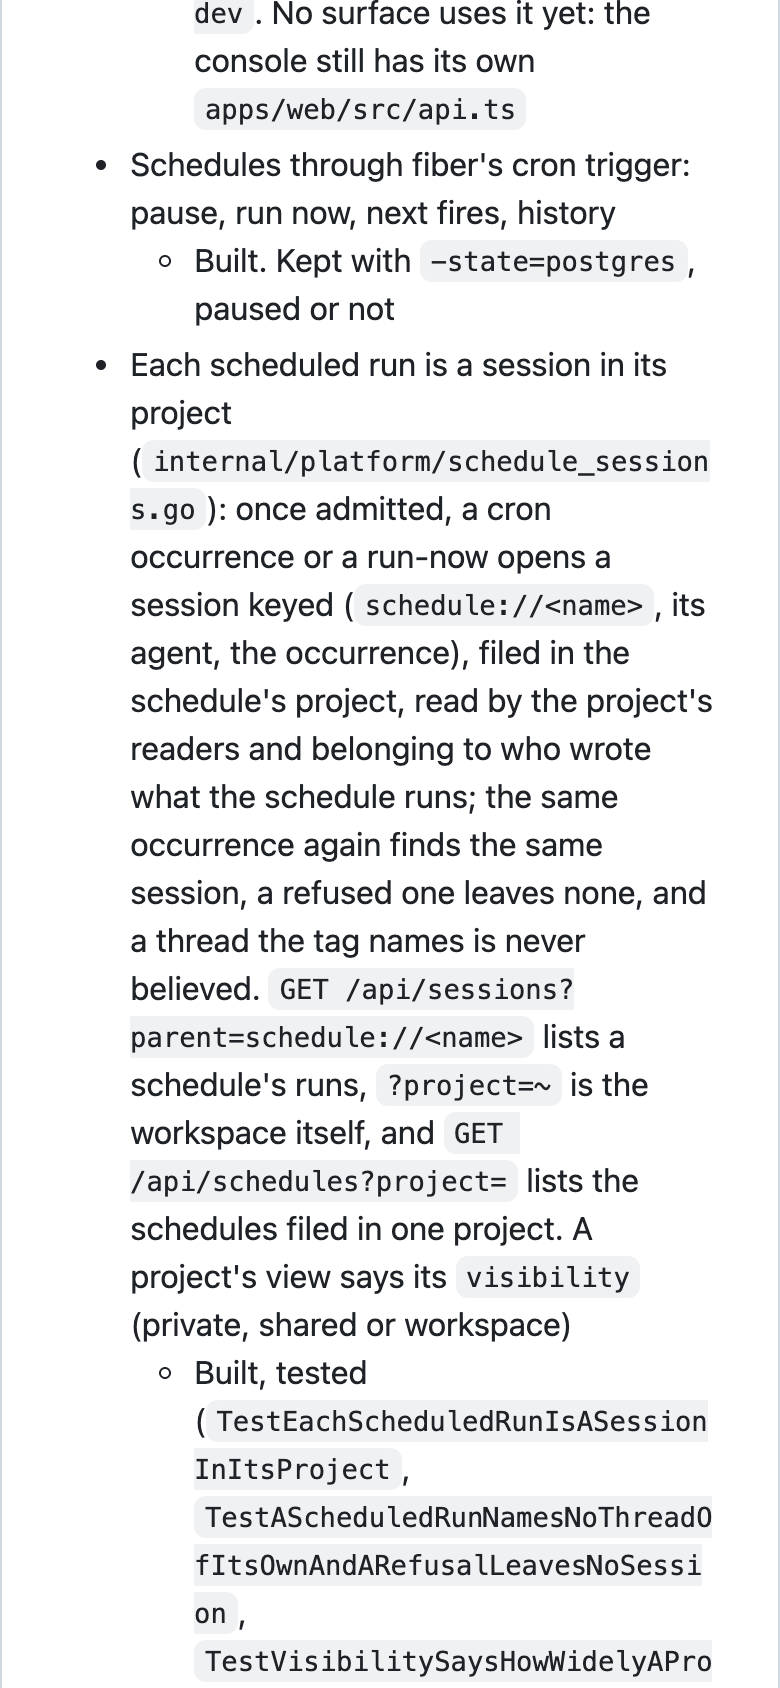 dev . No surface uses it yet: the
console still has its own
apps/web/src/api.ts
• Schedules through fiber's cron trigger:
pause, run now, next fires, history
◦ Built. Kept with -state=postgres ,
paused or not
• Each scheduled run is a session in its
project
( internal/platform/schedule_session
s.go ): once admitted, a cron
occurrence or a run-now opens a
session keyed ( schedule://<name> , its
agent, the occurrence), filed in the
schedule's project, read by the project's
readers and belonging to who wrote
what the schedule runs; the same
occurrence again finds the same
session, a refused one leaves none, and
a thread the tag names is never
believed. GET /api/sessions?
parent=schedule://<name> lists a
schedule's runs, ?project=~ is the
workspace itself, and GET
/api/schedules?project= lists the
schedules filed in one project. A
project's view says its visibility
(private, shared or workspace)
◦ Built, tested
( TestEachScheduledRunIsASession
InItsProject ,
TestAScheduledRunNamesNoThreadO
fItsOwnAndARefusalLeavesNoSessi
on ,
TestVisibilitySaysHowWidelyAPro